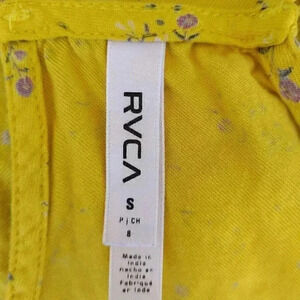 RVCA
S
P | CH
8
Made in
India
Hecho en
India
Fabriqué
en Inde